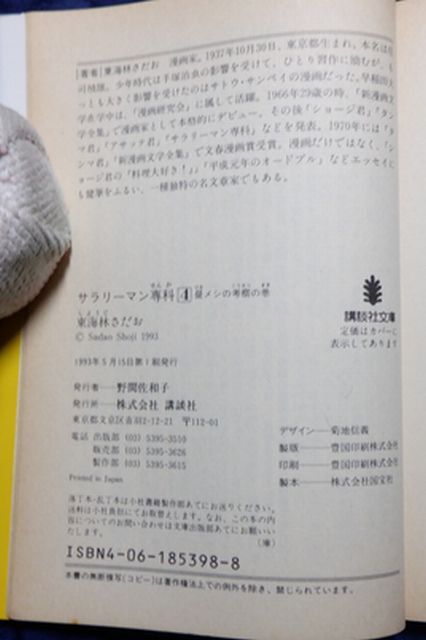 [著者]東海林さだお 漫画家。1937年10月30日、東京都生まれ。本名は庄
司禎雄。少年時代は手塚治虫の影響を受けて、ひとり習作に励むが、も
っとも大きく影響を受けたのはサトウ・サンペイの漫画だった。早稲田大
学在学中は、「漫画研究会」に属して活躍。1966年29歳の時、「新漫画文
学全集」で漫画家として本格的にデビュー。その後「ショージ君」「タン
マ君」「アサッテ君」「サラリーマン専科」などを発表。1970年には「タ
ンマ君」「新漫画文学全集」で文春漫画賞受賞。漫画だけではなく、「シ
ョージ君の「料理大好き!」」「平成元年のオードブル」などエッセイに
も健筆をふるい、一種独特の名文章家でもある。
サラリーマン専科 4 昼メシの考察の巻
東海林さだお
© Sadao Shoji 1993
1993年5月15日第1刷発行
発行者——野間佐和子
発行所——株式会社 講談社
東京都文京区音羽2-12-21 〒112-01
電話 出版部 (03) 5395-3510
販売部 (03) 5395-3626
製作部 (03) 5395-3615
Printed in Japan
講談社文庫
定価はカバーに
表示してあります
デザイン——菊地信義
製版——豊国印刷株式会社
印刷——豊国印刷株式会社
製本——株式会社国宝社
落丁本・乱丁本は小社書籍製作部あてにお送りください。
送料は小社負担にてお取替えします。なお、この本の内
容についてのお問い合わせは文庫出版部あてにお願いいた
します。
(庫)
ISBN4-06-185398-8
本書の無断複写(コピー)は著作権法上での例外を除き、禁じられています。